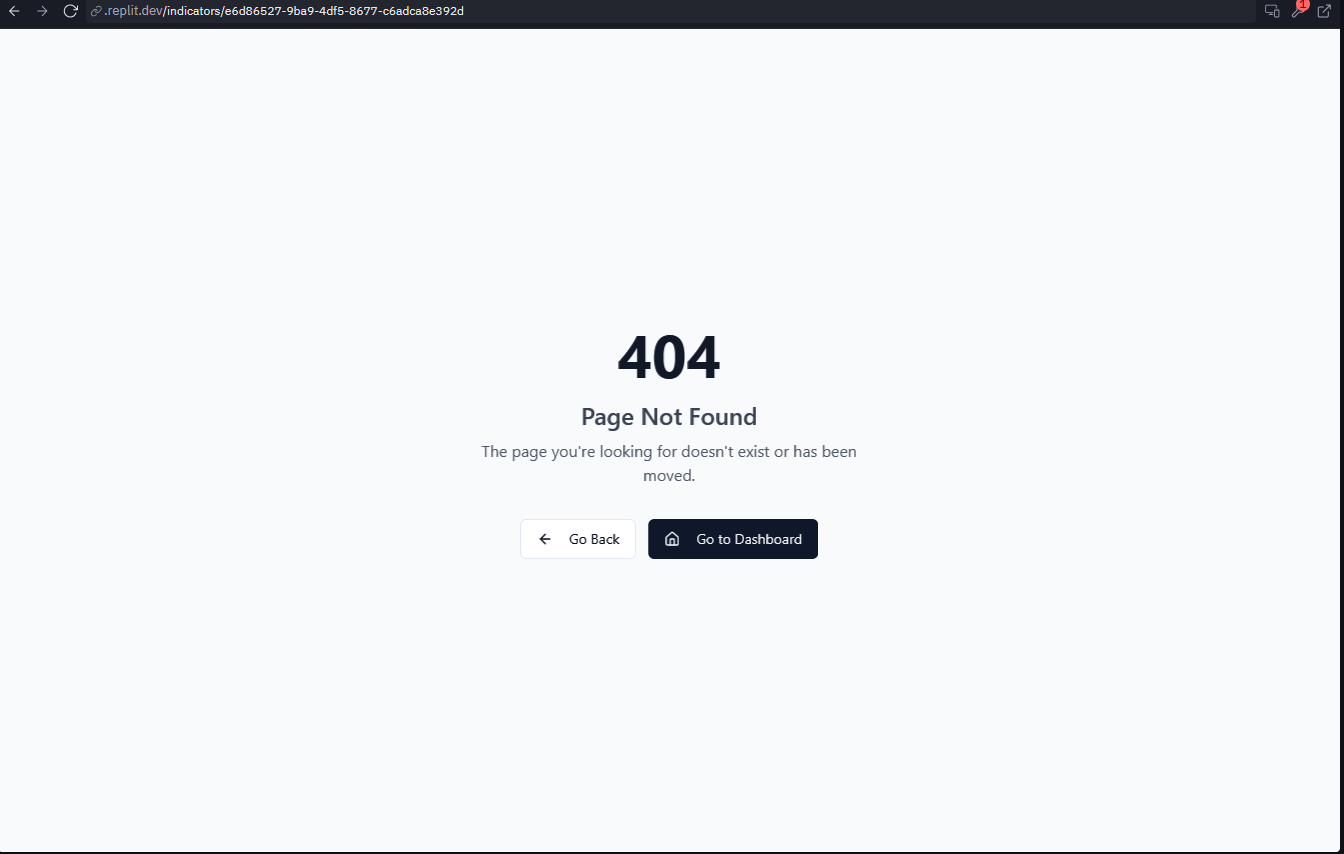 .replit.dev/indicators/e6d86527-9ba9-4df5-8677-c6adca8e392d
1
404
Page Not Found
The page you're looking for doesn't exist or has been
moved.
Go Back
Go to Dashboard